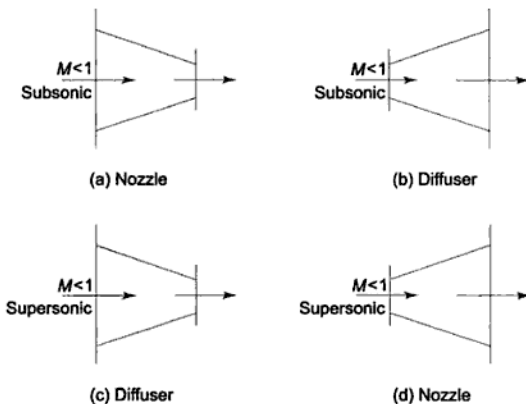 M<1
Subsonic
M<1
Subsonic
(a) Nozzle
(b) Diffuser
M<1
Supersonic
M<1
Supersonic
(c) Diffuser
(d) Nozzle